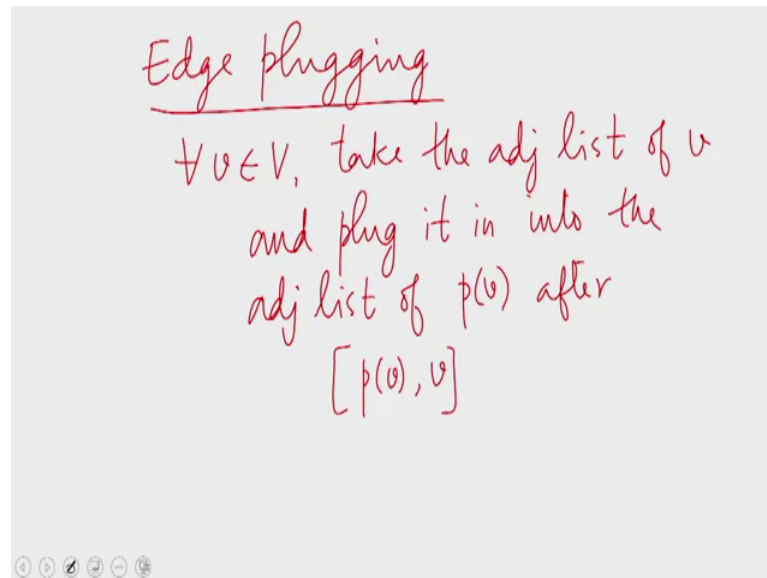 Edge plugging
∀ v ∈ V, take the adj list of v
and plug it in into the
adj list of p(v) after
[p(v), v]